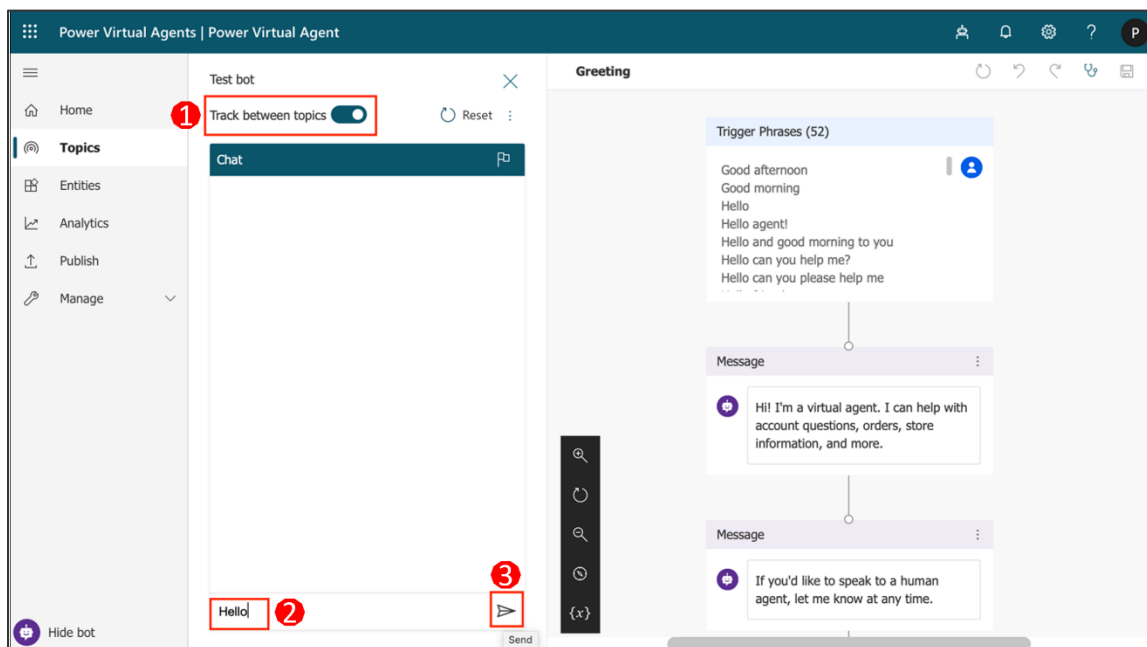 Power Virtual Agents | Power Virtual Agent
?
P
Home
Topics
Entities
Analytics
Publish
Manage
Hide bot
Test bot
1
Track between topics
Reset
Chat
Hello
2
3
Send
Greeting
Trigger Phrases (52)
Good afternoon
Good morning
Hello
Hello agent!
Hello and good morning to you
Hello can you help me?
Hello can you please help me
Message
Hi! I'm a virtual agent. I can help with
account questions, orders, store
information, and more.
Message
If you'd like to speak to a human
agent, let me know at any time.
{x}